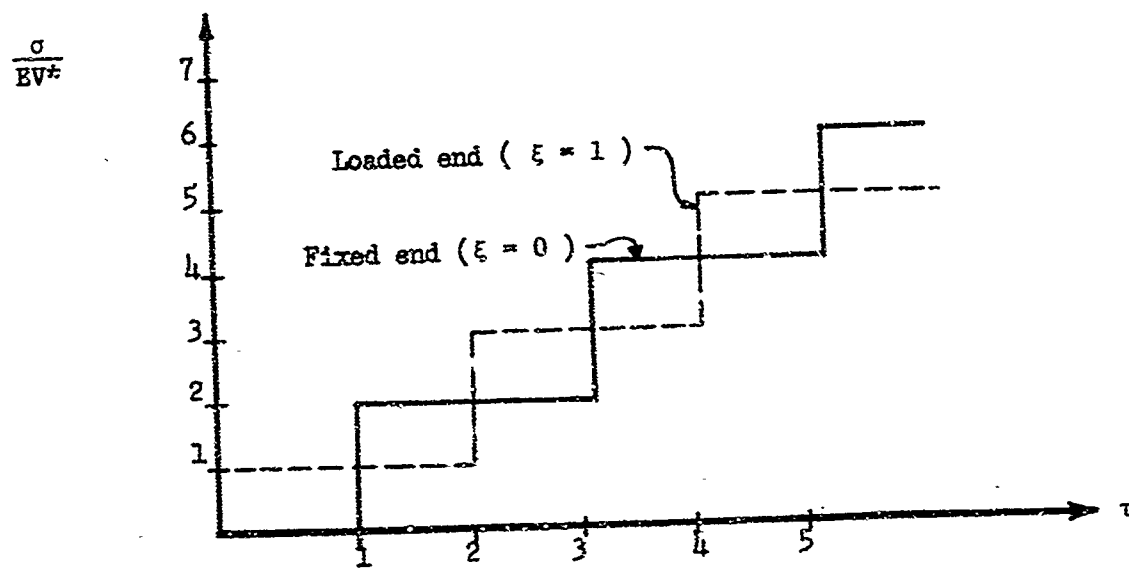 σ
EV*
7
6
5
4
3
2
1
Loaded end ( ξ = 1 )
Fixed end (ξ = 0 )
1
2
3
4
5
τ